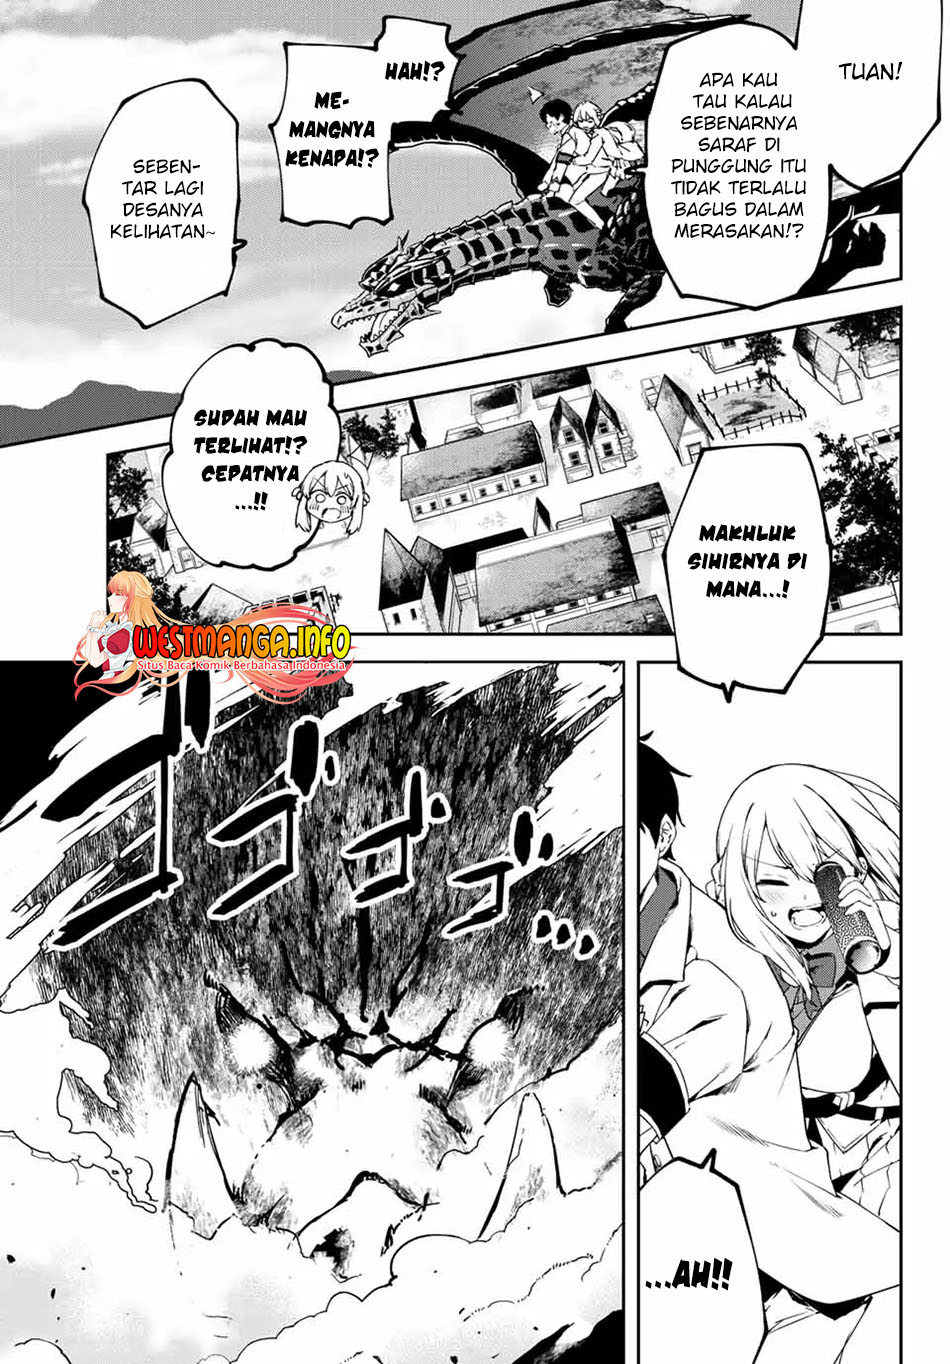 TUAN!
APA KAU
TAU KALAU
SEBENARNYA
SARAF DI
PUNGGUNG ITU
TIDAK TERLALU
BAGUS DALAM
MERASAKAN!?
HAH!?
ME-
MANGNYA
KENAPA!?
SEBEN-
TAR LAGI
DESANYA
KELIHATAN~
SUDAH MAU
TERLIHAT!?
CEPATNYA
...!!
MAKHLUK
SIHIRNYA DI
MANA...!
WESTMANGA.INFO
Situs Baca Komik Berbahasa Indonesia
ゴゴゴゴゴ...
...AH!!